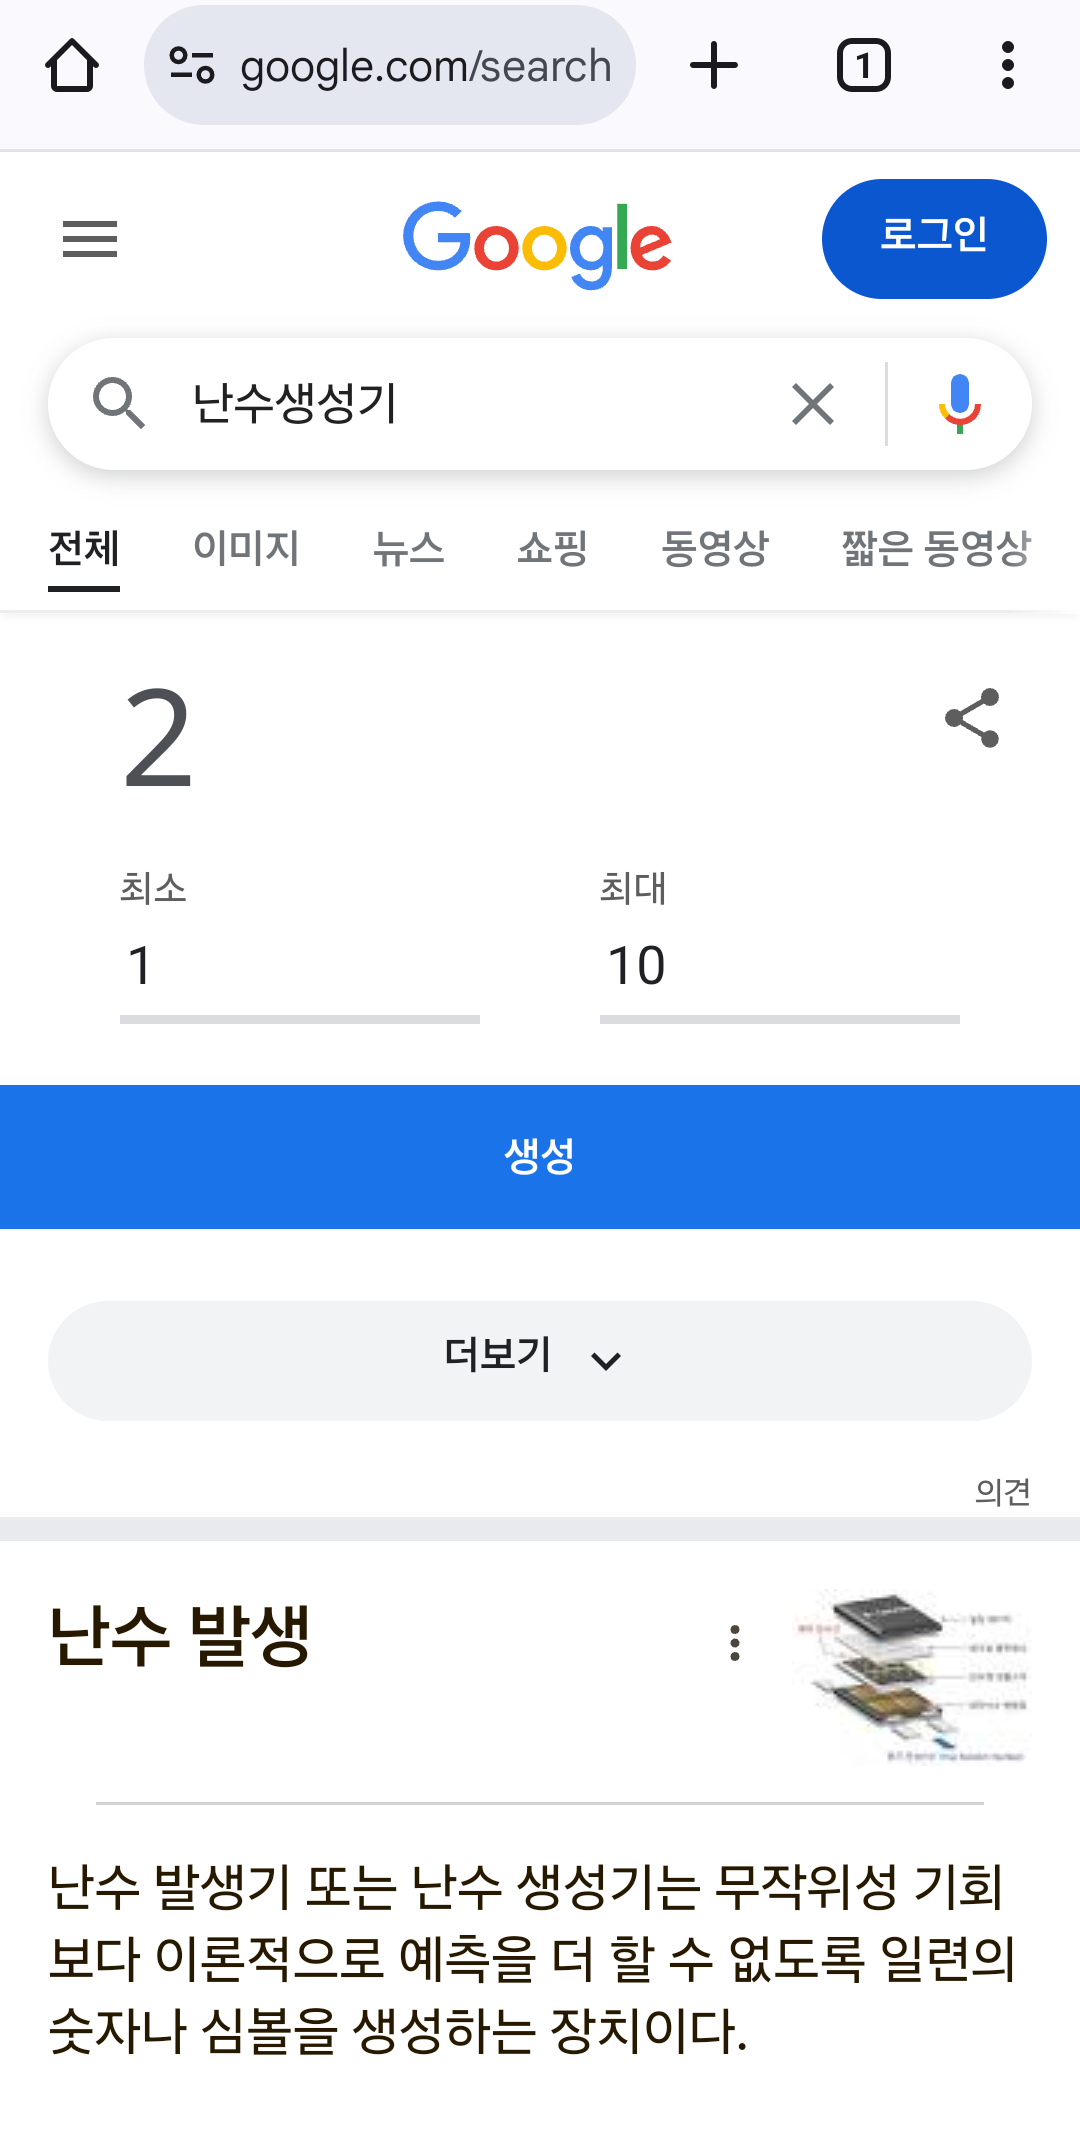 google.com/search
1
Google
로그인
난수생성기
전체 이미지 뉴스 쇼핑 동영상 짧은 동영상
2
최소 최대
1 10
생성
더보기
의견
난수 발생
난수 발생기 또는 난수 생성기는 무작위성 기회
보다 이론적으로 예측을 더 할 수 없도록 일련의
숫자나 심볼을 생성하는 장치이다.